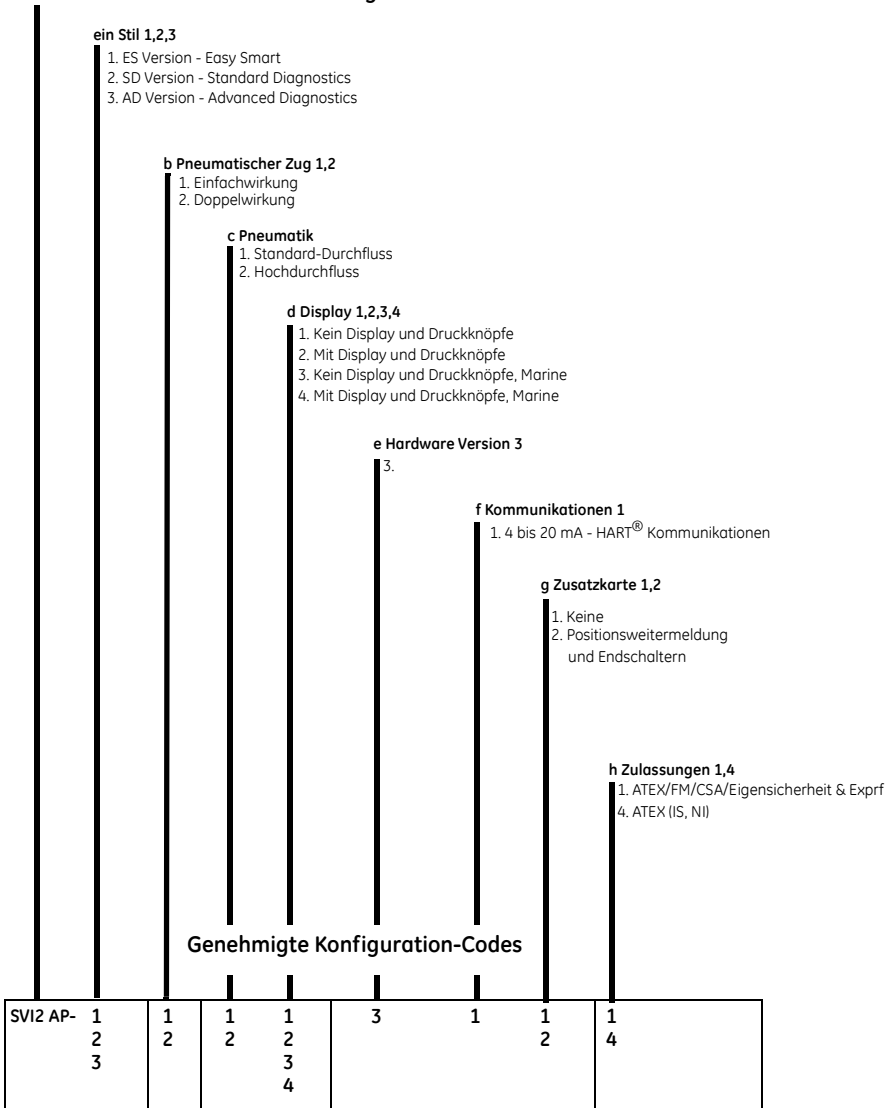 ein Stil 1,2,3
1. ES Version - Easy Smart
2. SD Version - Standard Diagnostics
3. AD Version - Advanced Diagnostics
b Pneumatischer Zug 1,2
1. Einfachwirkung
2. Doppelwirkung
c Pneumatik
1. Standard-Durchfluss
2. Hochdurchfluss
d Display 1,2,3,4
1. Kein Display und Druckknöpfe
2. Mit Display und Druckknöpfe
3. Kein Display und Druckknöpfe, Marine
4. Mit Display und Druckknöpfe, Marine
e Hardware Version 3
3.
f Kommunikationen 1
1. 4 bis 20 mA - HART® Kommunikationen
g Zusatzkarte 1,2
1. Keine
2. Positionsweitermeldung
und Endschaltern
h Zulassungen 1,4
1. ATEX/FM/CSA/Eigensicherheit & Exprf
4. ATEX (IS, NI)
Genehmigte Konfiguration-Codes
SVI2 AP- 1 1 1 1 3 1 1 1
2 2 2 2 2 4
3 3
4